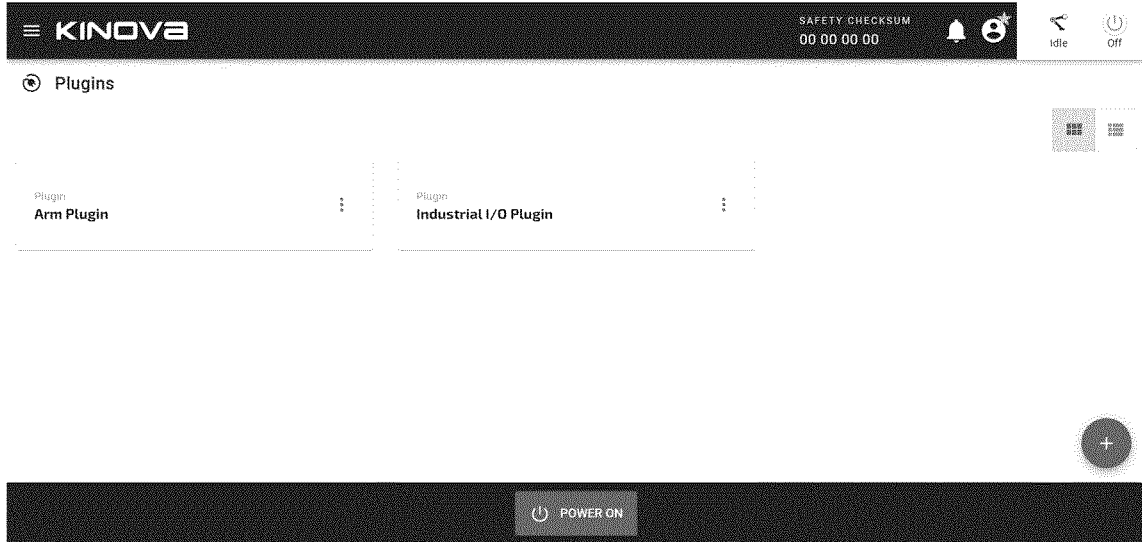 KINOVA
SAFETY CHECKSUM
00 00 00 00
Idle
Off
Plugins
Plugin
Arm Plugin
Plugin
Industrial I/O Plugin
+
POWER ON